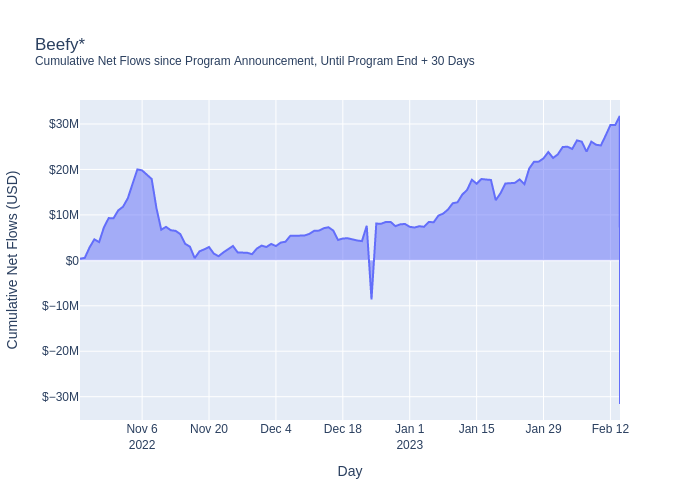 Beefy*
Cumulative Net Flows since Program Announcement, Until Program End + 30 Days
Cumulative Net Flows (USD)
$30M
$20M
$10M
$0
$−10M
$−20M
$−30M
Nov 6
2022
Nov 20
Dec 4
Dec 18
Jan 1
2023
Jan 15
Jan 29
Feb 12
Day